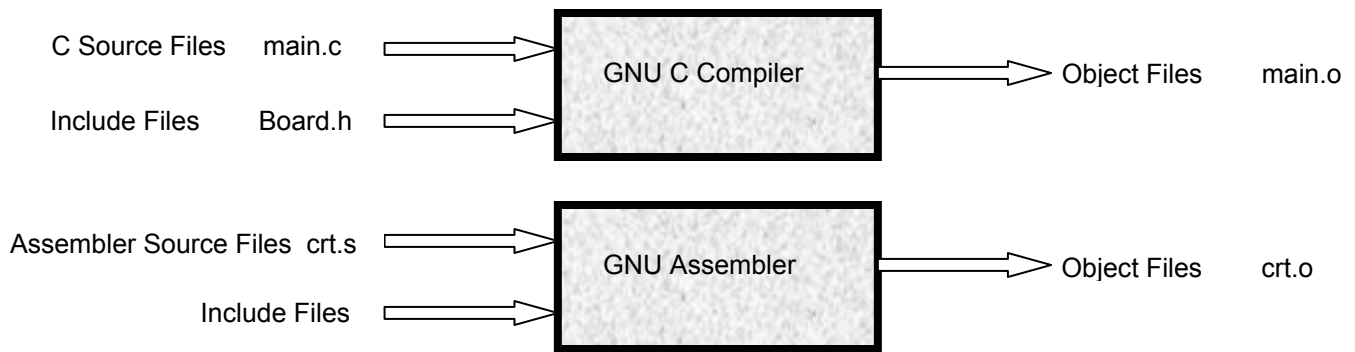 C Source Files main.c
GNU C Compiler
Object Files main.o
Include Files Board.h
Assembler Source Files crt.s
GNU Assembler
Object Files crt.o
Include Files